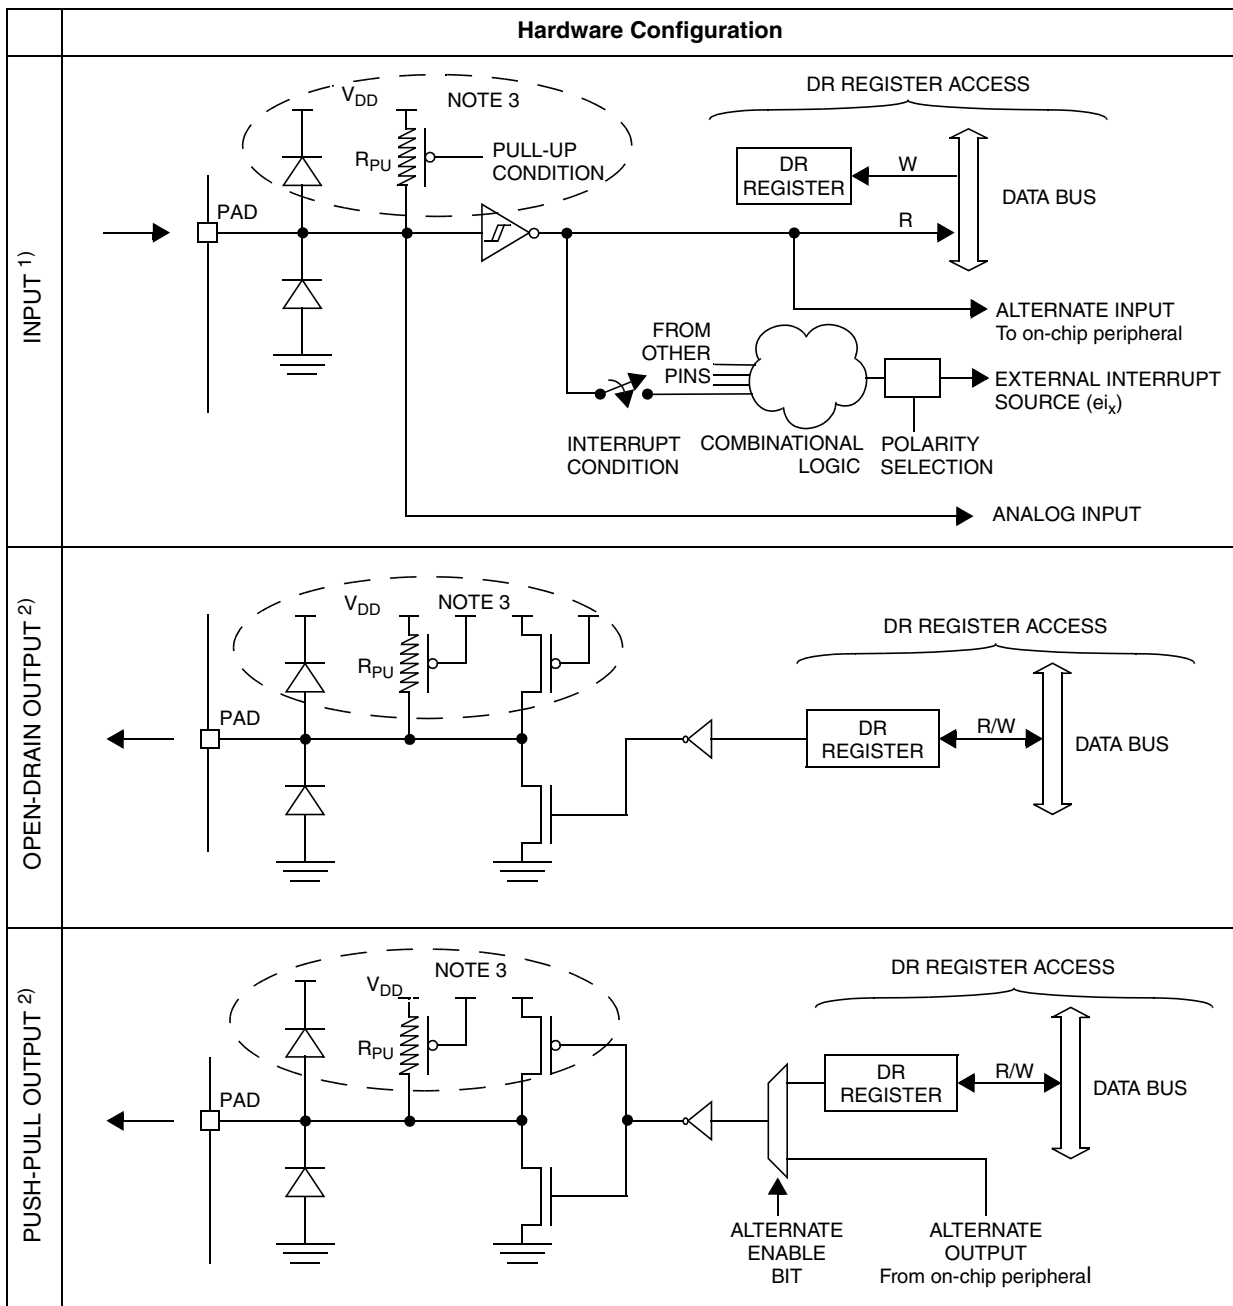 Hardware Configuration
INPUT 1)
VDD
NOTE 3
RPU
PULL-UP
CONDITION
PAD
DR REGISTER ACCESS
DR
REGISTER
W
R
DATA BUS
ALTERNATE INPUT
To on-chip peripheral
FROM
OTHER
PINS
EXTERNAL INTERRUPT
SOURCE (eix)
INTERRUPT
CONDITION
COMBINATIONAL
LOGIC
POLARITY
SELECTION
ANALOG INPUT
OPEN-DRAIN OUTPUT 2)
VDD
NOTE 3
RPU
PAD
DR REGISTER ACCESS
DR
REGISTER
R/W
DATA BUS
PUSH-PULL OUTPUT 2)
NOTE 3
VDD
RPU
PAD
DR REGISTER ACCESS
DR
REGISTER
R/W
DATA BUS
ALTERNATE
ENABLE
BIT
ALTERNATE
OUTPUT
From on-chip peripheral